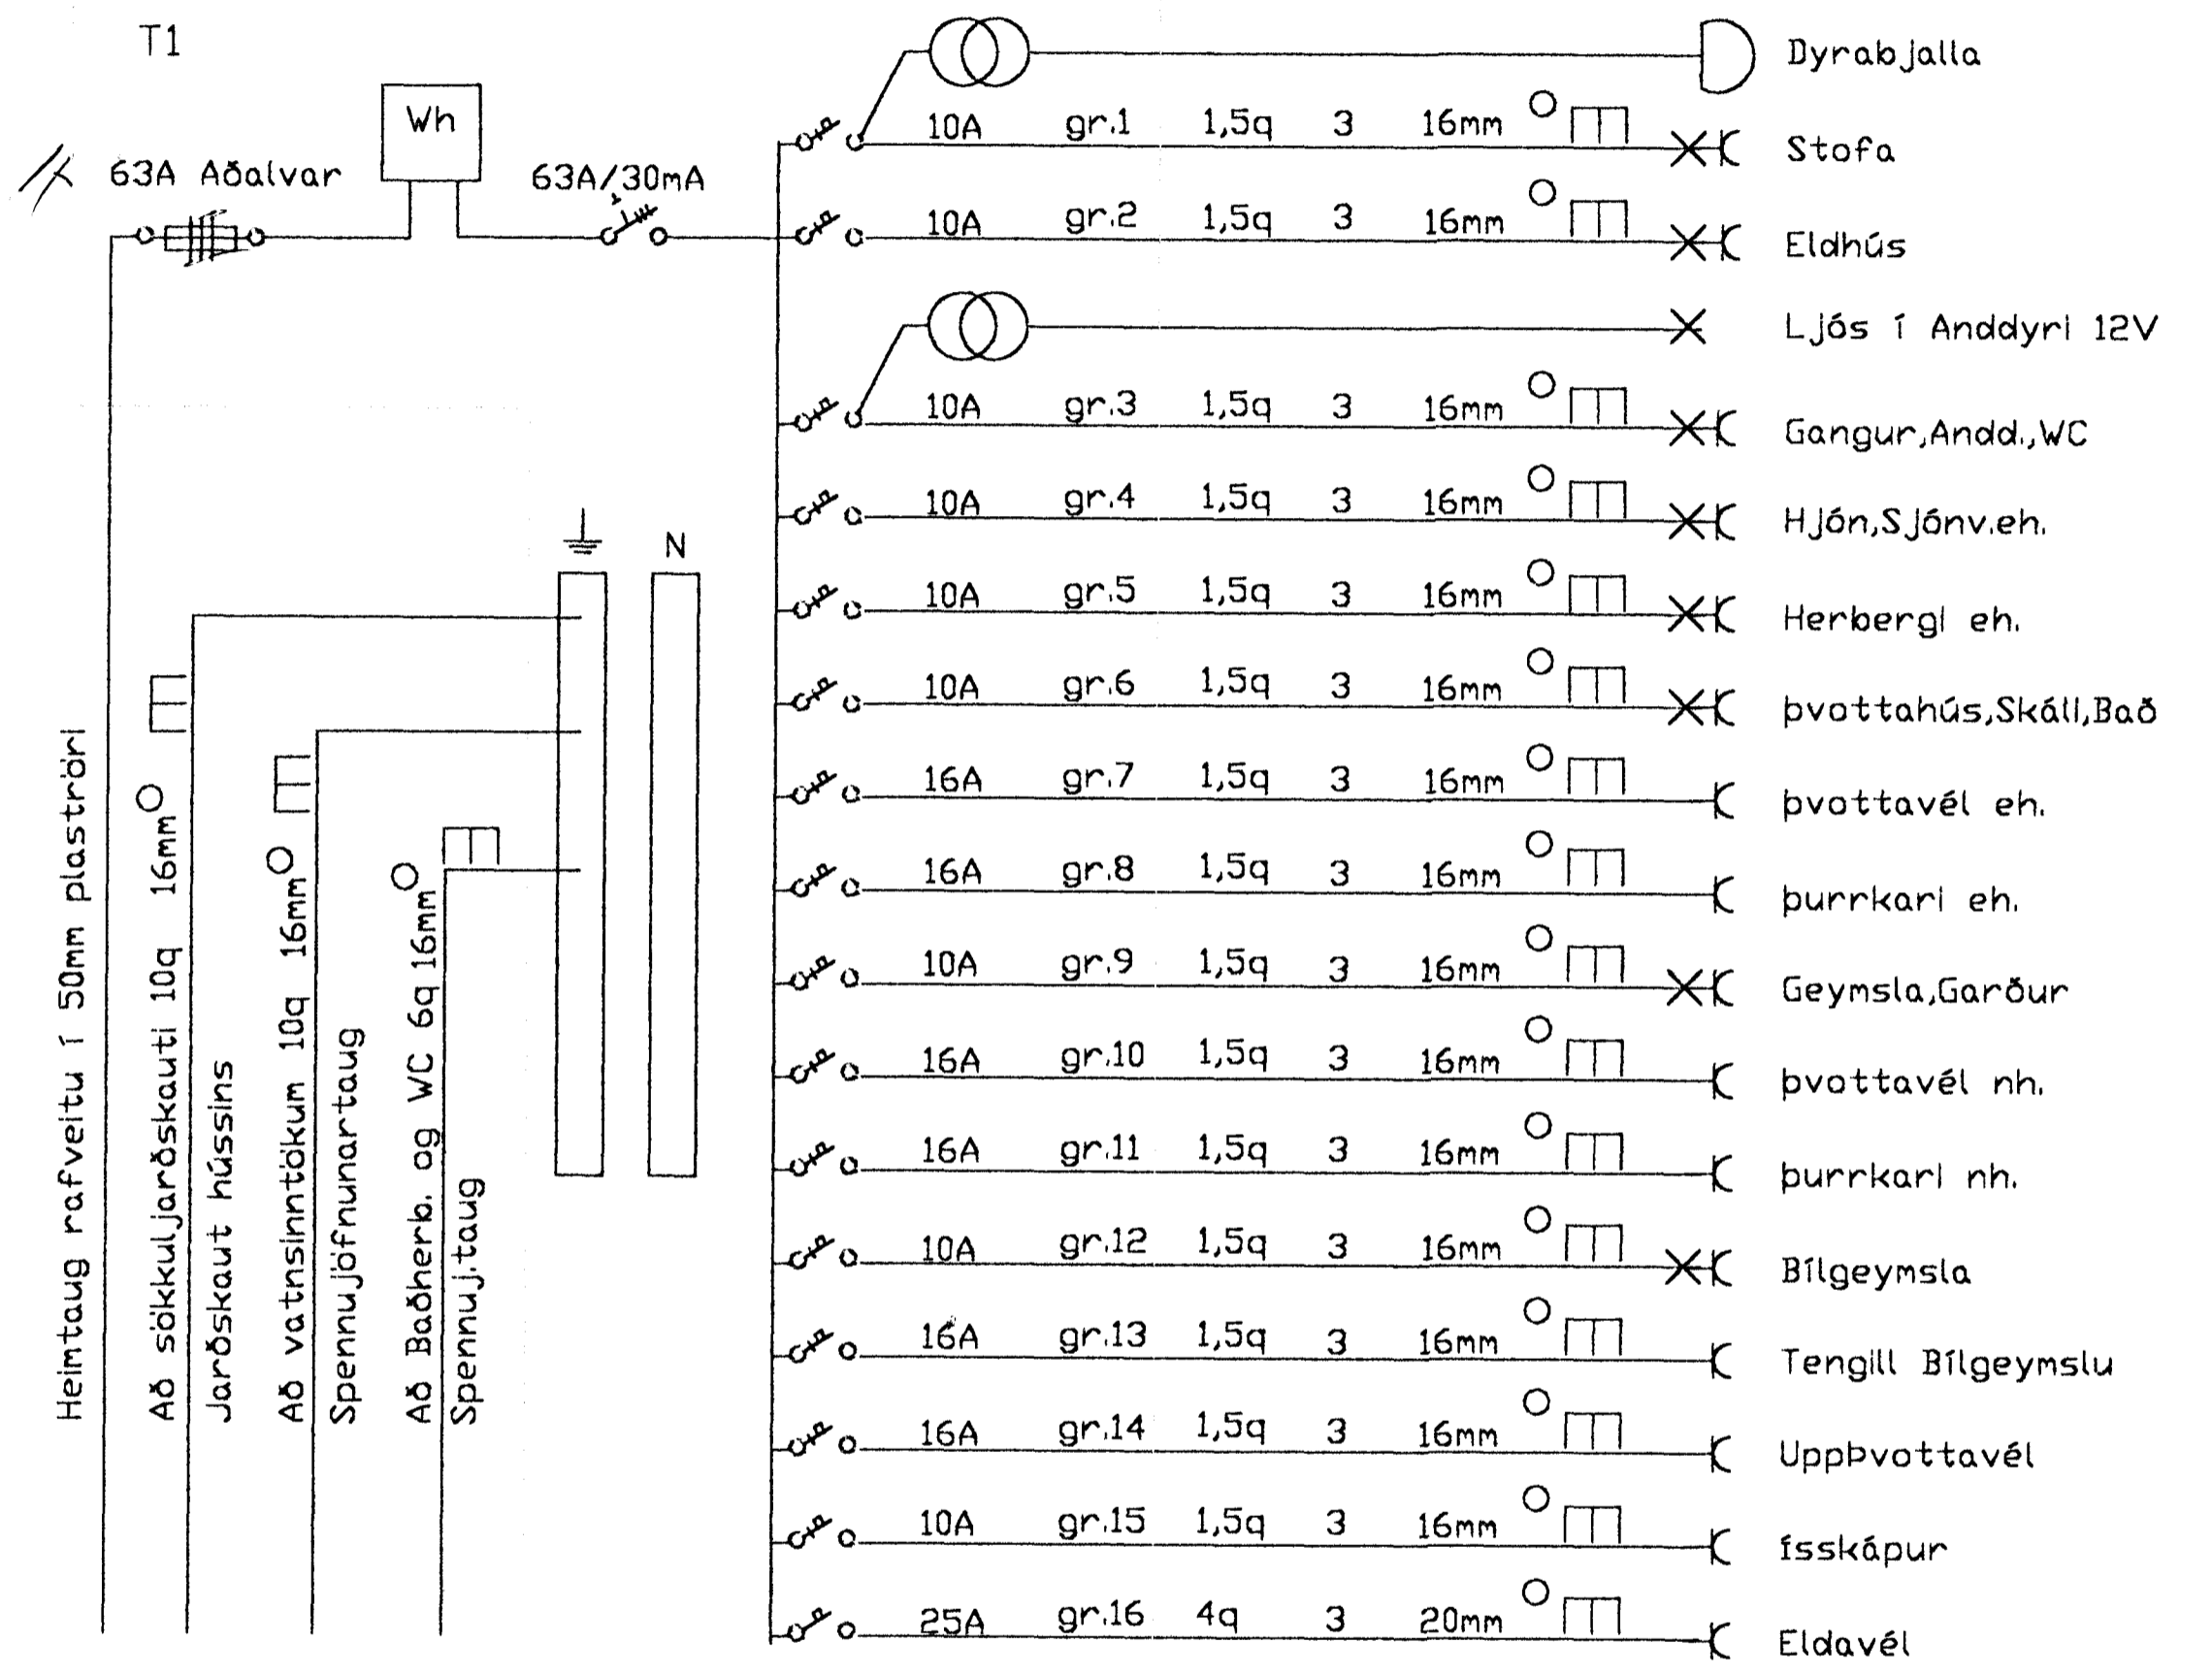 T1
Wh
63A Aðalvar
63A/30mA
Dyrabjalla
10A gr.1 1,5q 3 16mm Stofa
10A gr.2 1,5q 3 16mm Eldhús
Ljós í Anddyri 12V
10A gr.3 1,5q 3 16mm Gangur,Andd.,WC
10A gr.4 1,5q 3 16mm Hjón,Sjónv.eh.
10A gr.5 1,5q 3 16mm Herbergi eh.
10A gr.6 1,5q 3 16mm Þvottahús,Skáli,Bað
16A gr.7 1,5q 3 16mm Þvottavél eh.
16A gr.8 1,5q 3 16mm Þurrkari eh.
10A gr.9 1,5q 3 16mm Geymsla,Garður
16A gr.10 1,5q 3 16mm Þvottavél nh.
16A gr.11 1,5q 3 16mm Þurrkari nh.
10A gr.12 1,5q 3 16mm Bílgeymsla
16A gr.13 1,5q 3 16mm Tengill Bílgeymslu
16A gr.14 1,5q 3 16mm UppÞvottavél
10A gr.15 1,5q 3 16mm ísskápur
25A gr.16 4q 3 20mm Eldavél
N
Heimtaug rafveitu í 50mm plaströri
Að sökkuljarðskauti 10q 16mm
Jarðskaut hússins
Að vatnsinntökum 10q 16mm
Spennujöfnunartaug
Að Baðherb. og WC 6q 16mm
Spennuj.taug